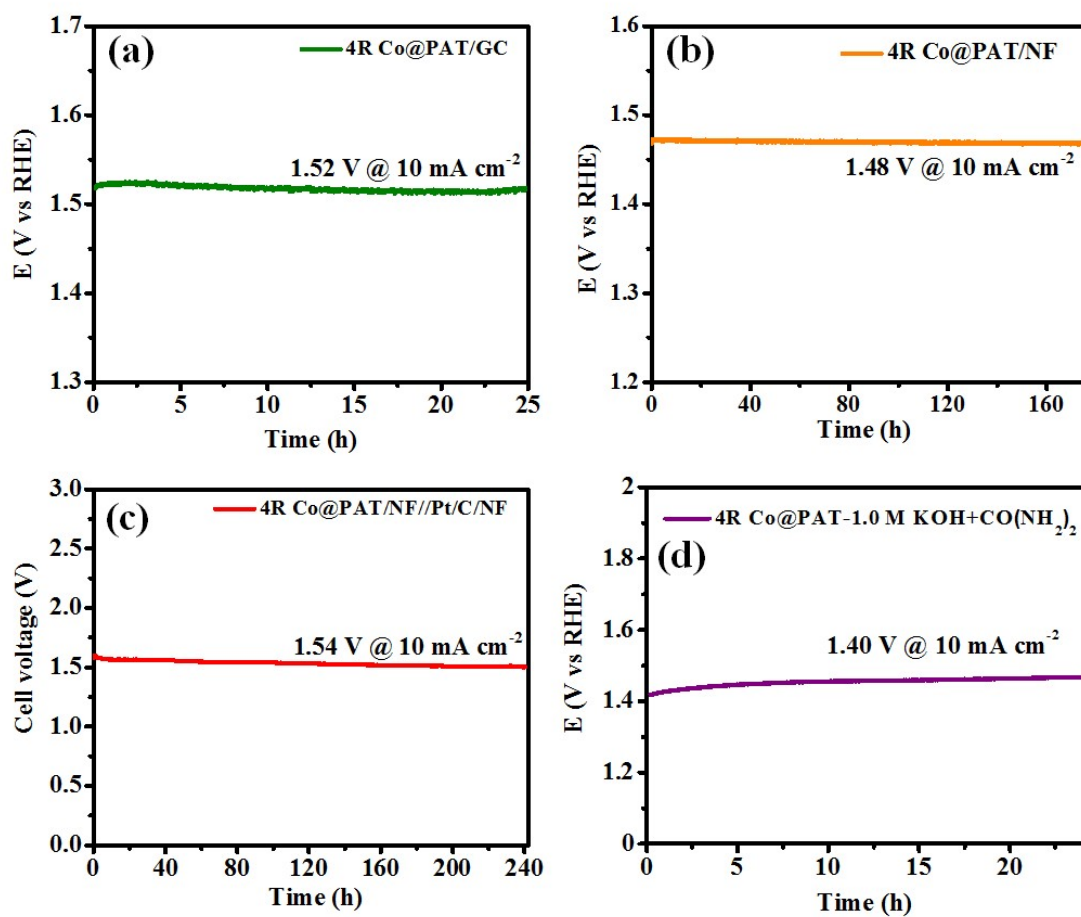 (a)
4R Co@PAT/GC
1.52 V @ 10 mA cm-2
E (V vs RHE)
1.7
1.6
1.5
1.4
1.3
0 5 10 15 20 25
Time (h)
(b)
4R Co@PAT/NF
1.48 V @ 10 mA cm-2
E (V vs RHE)
1.6
1.5
1.4
1.3
1.2
0 40 80 120 160
Time (h)
(c)
4R Co@PAT/NF//Pt/C/NF
1.54 V @ 10 mA cm-2
Cell voltage (V)
3.0
2.5
2.0
1.5
1.0
0.5
0.0
0 40 80 120 160 200 240
Time (h)
(d)
4R Co@PAT-1.0 M KOH+CO(NH2)2
1.40 V @ 10 mA cm-2
E (V vs RHE)
2
1.8
1.6
1.4
1.2
0
0 5 10 15 20
Time (h)